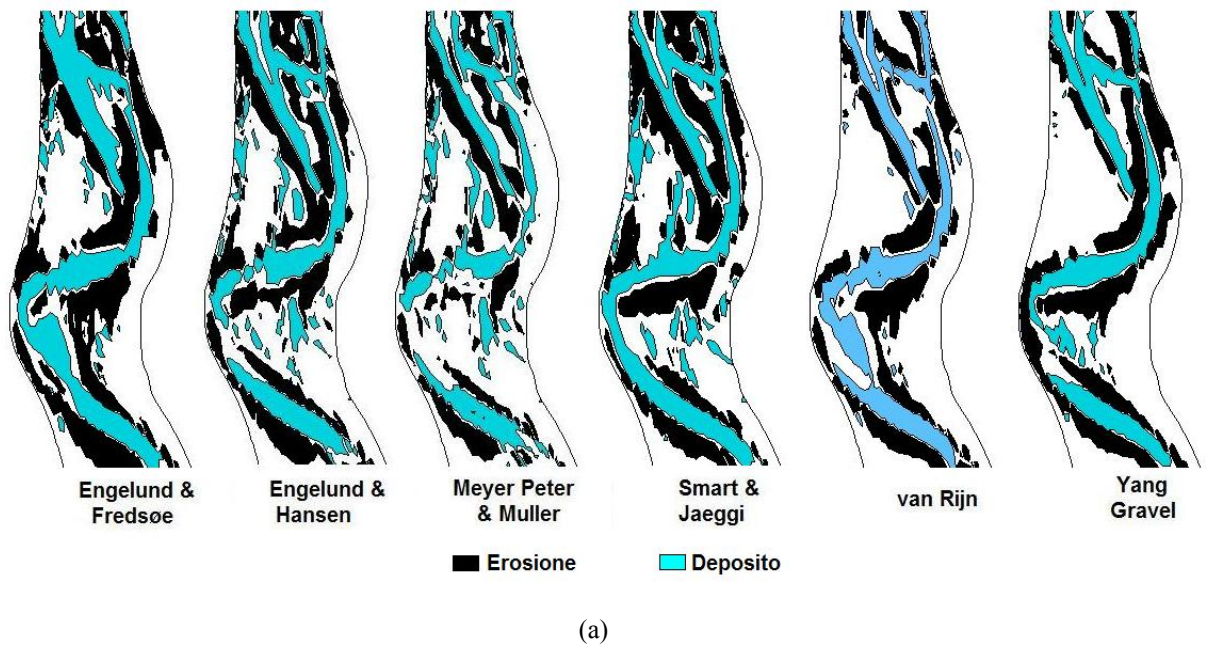 Engelund &
Fredsøe
Engelund &
Hansen
Meyer Peter
& Muller
Smart &
Jaeggi
van Rijn
Yang
Gravel
Erosione
Deposito
(a)